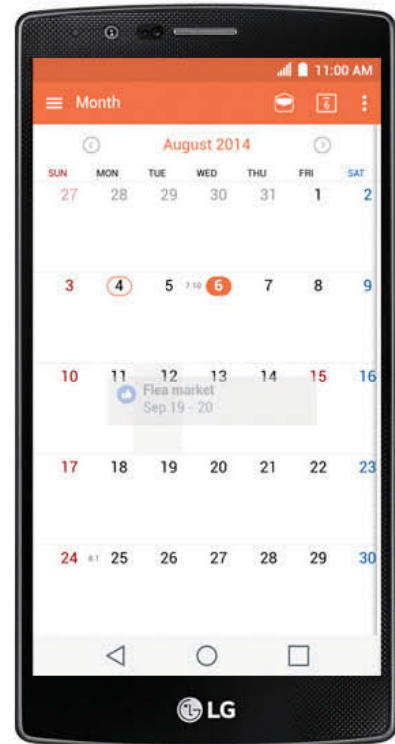 11:00 AM
Month 6
August 2014
SUN MON TUE WED THU FRI SAT
27 28 29 30 31 1 2
3 4 5 7.10 6 7 8 9
10 11 12 13 14 15 16
Flea market
Sep 19 - 20
17 18 19 20 21 22 23
24 8.1 25 26 27 28 29 30
LG